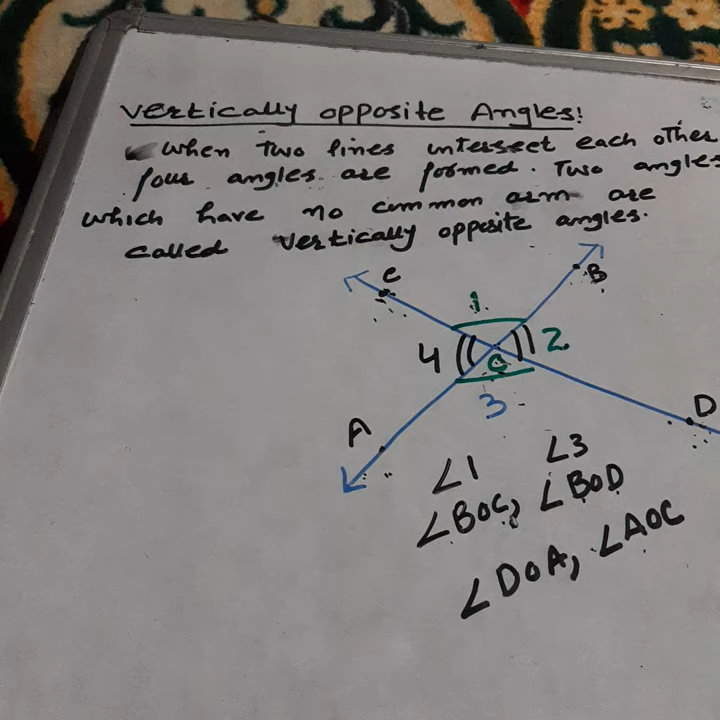 Vertically opposite Angles!
When two lines intersect each other
four angles are formed. Two angles
which have no common arm are
called vertically opposite angles.
C
B
1
4
2
O
3
D
A
∠1 ∠3
∠BOC, ∠BOD
∠DOA, ∠AOC